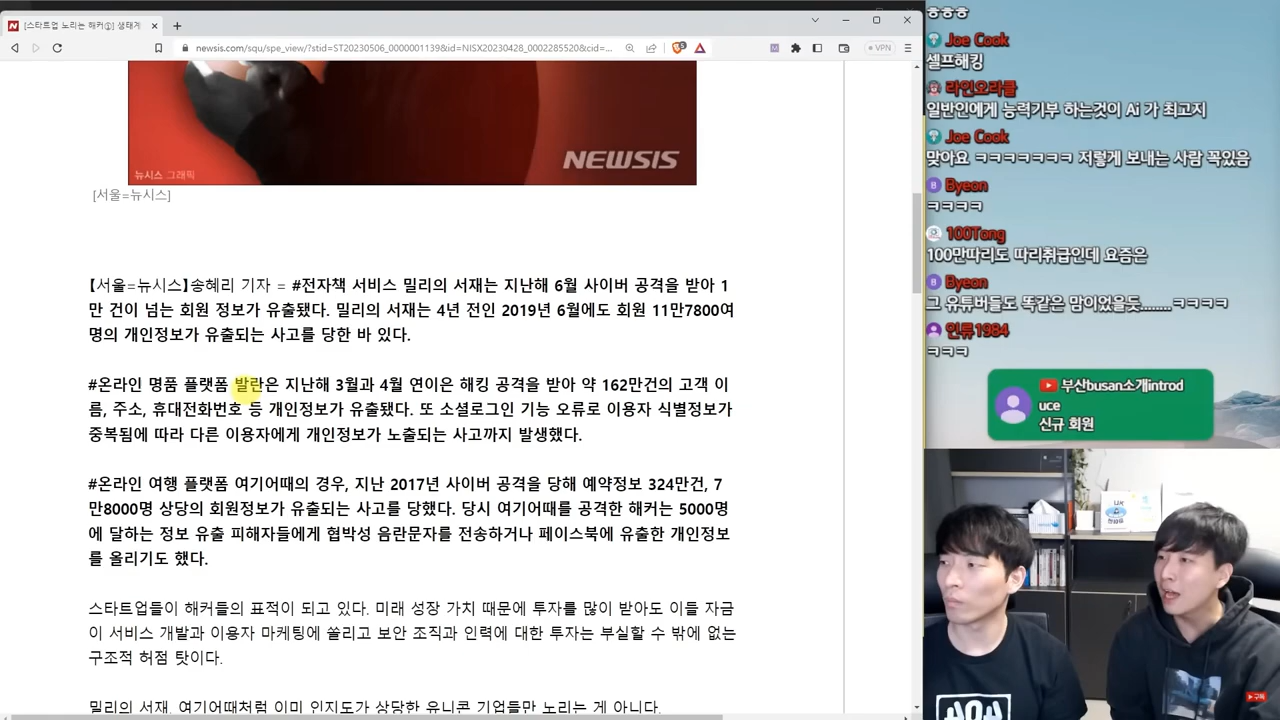 [스타트업 노리는 해커①] 생태계
newsis.com/squ/spe_view/?stid=ST20230506_0000001139&id=NISX20230428_0002285520&cid=...
VPN
NEWSIS
뉴시스 그래픽
[서울=뉴시스]
【서울=뉴시스】송혜리 기자 = #전자책 서비스 밀리의 서재는 지난해 6월 사이버 공격을 받아 1
만 건이 넘는 회원 정보가 유출됐다. 밀리의 서재는 4년 전인 2019년 6월에도 회원 11만7800여
명의 개인정보가 유출되는 사고를 당한 바 있다.
#온라인 명품 플랫폼 발란은 지난해 3월과 4월 연이은 해킹 공격을 받아 약 162만건의 고객 이
름, 주소, 휴대전화번호 등 개인정보가 유출됐다. 또 소셜로그인 기능 오류로 이용자 식별정보가
중복됨에 따라 다른 이용자에게 개인정보가 노출되는 사고까지 발생했다.
#온라인 여행 플랫폼 여기어때의 경우, 지난 2017년 사이버 공격을 당해 예약정보 324만건, 7
만8000명 상당의 회원정보가 유출되는 사고를 당했다. 당시 여기어때를 공격한 해커는 5000명
에 달하는 정보 유출 피해자들에게 협박성 음란문자를 전송하거나 페이스북에 유출한 개인정보
를 올리기도 했다.
스타트업들이 해커들의 표적이 되고 있다. 미래 성장 가치 때문에 투자를 많이 받아도 이들 자금
이 서비스 개발과 이용자 마케팅에 쏠리고 보안 조직과 인력에 대한 투자는 부실할 수 밖에 없는
구조적 허점 탓이다.
밀리의 서재, 여기어때처럼 이미 인지도가 상당한 유니콘 기업들만 노리는 게 아니다.
ㅎㅎㅎ
Joe Cook
셀프해킹
라인요라클
일반인에게 능력기부 하는것이 Ai 가 최고지
Joe Cook
맞아요 ㅋㅋㅋㅋㅋㅋㅋ 저렇게 보내는 사람 꼭있음
B Byeon
ㅋㅋㅋㅋ
100Tong
100만따리도 따리취급인데 요즘은
B Byeon
그 유튜버들도 똑같은 맘이었을듯.......ㅋㅋㅋㅋ
인류1984
ㅋㅋㅋ
부산busan소개introd
uce
신규 회원
구독